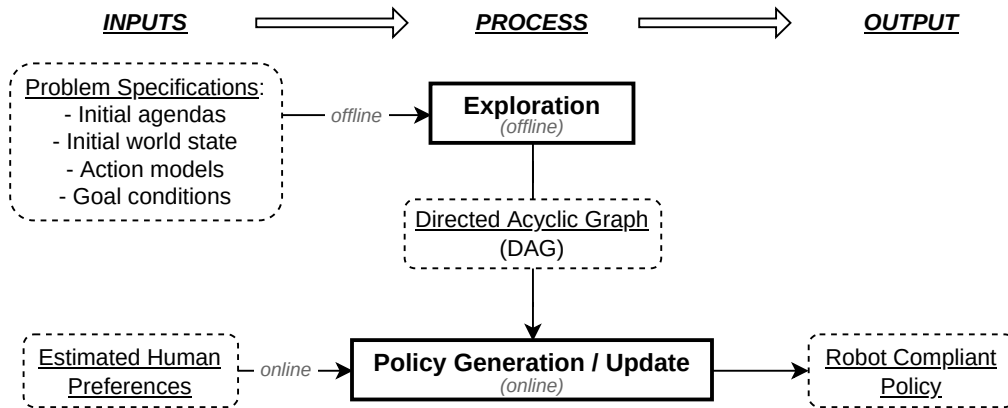 INPUTS
PROCESS
OUTPUT
Problem Specifications:
- Initial agendas
- Initial world state
- Action models
- Goal conditions
offline
Exploration
(offline)
Directed Acyclic Graph
(DAG)
Estimated Human
Preferences
online
Policy Generation / Update
(online)
Robot Compliant
Policy